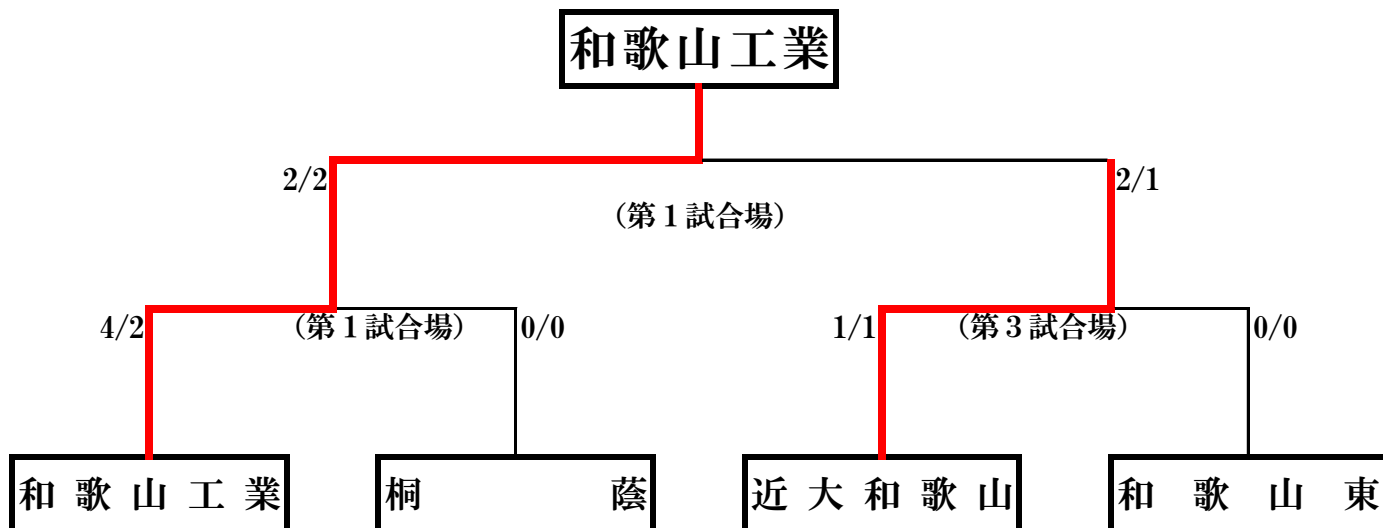 和歌山工業
2/2
2/1
（第１試合場）
4/2
（第１試合場）
0/0
1/1
（第３試合場）
0/0
和歌山工業
桐蔭
近大和歌山
和歌山東